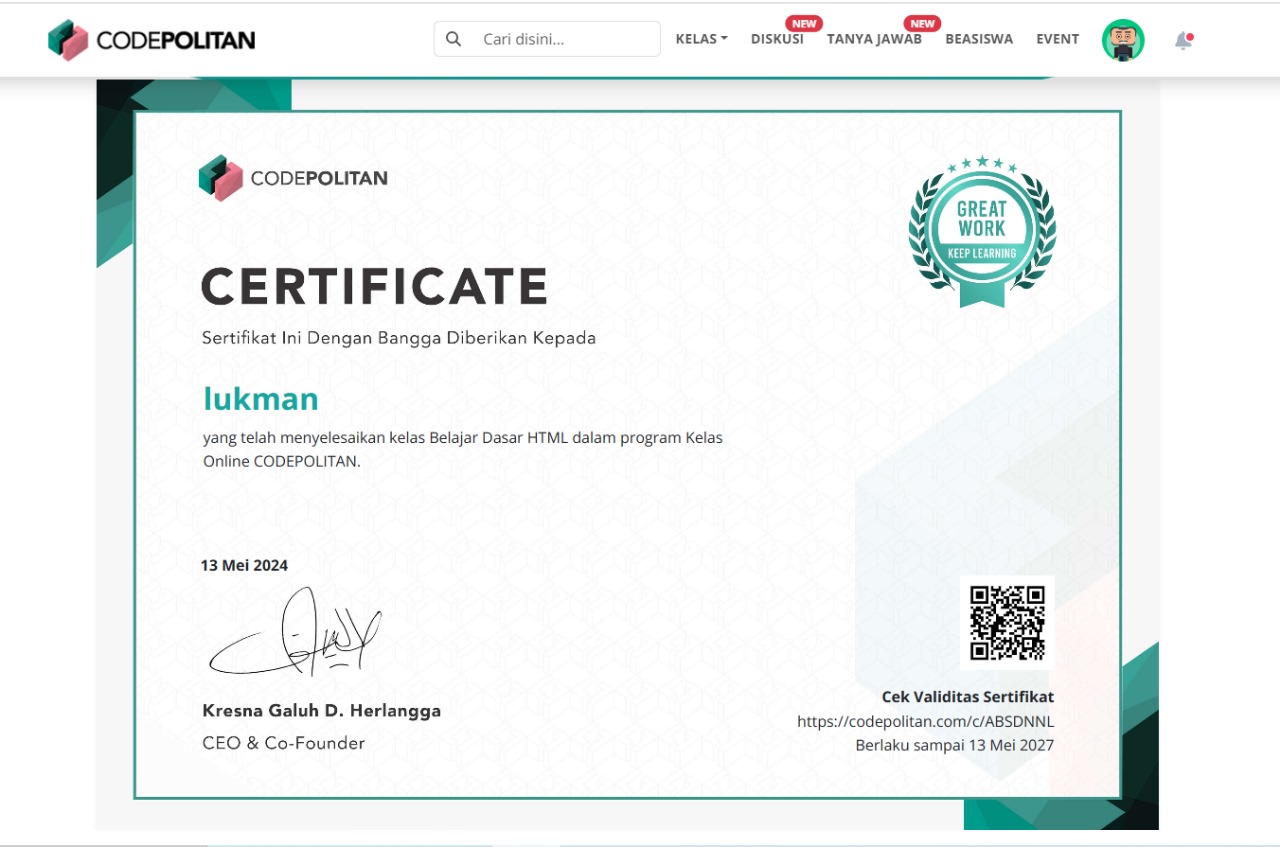 CODEPOLITAN
Cari disini...
KELAS
DISKUSI
NEW
TANYA JAWAB
NEW
BEASISWA
EVENT
CODEPOLITAN
GREAT
WORK
KEEP LEARNING
CERTIFICATE
Sertifikat Ini Dengan Bangga Diberikan Kepada
lukman
yang telah menyelesaikan kelas Belajar Dasar HTML dalam program Kelas
Online CODEPOLITAN.
13 Mei 2024
Kresna Galuh D. Herlangga
CEO & Co-Founder
Cek Validitas Sertifikat
https://codepolitan.com/c/ABSDNNL
Berlaku sampai 13 Mei 2027